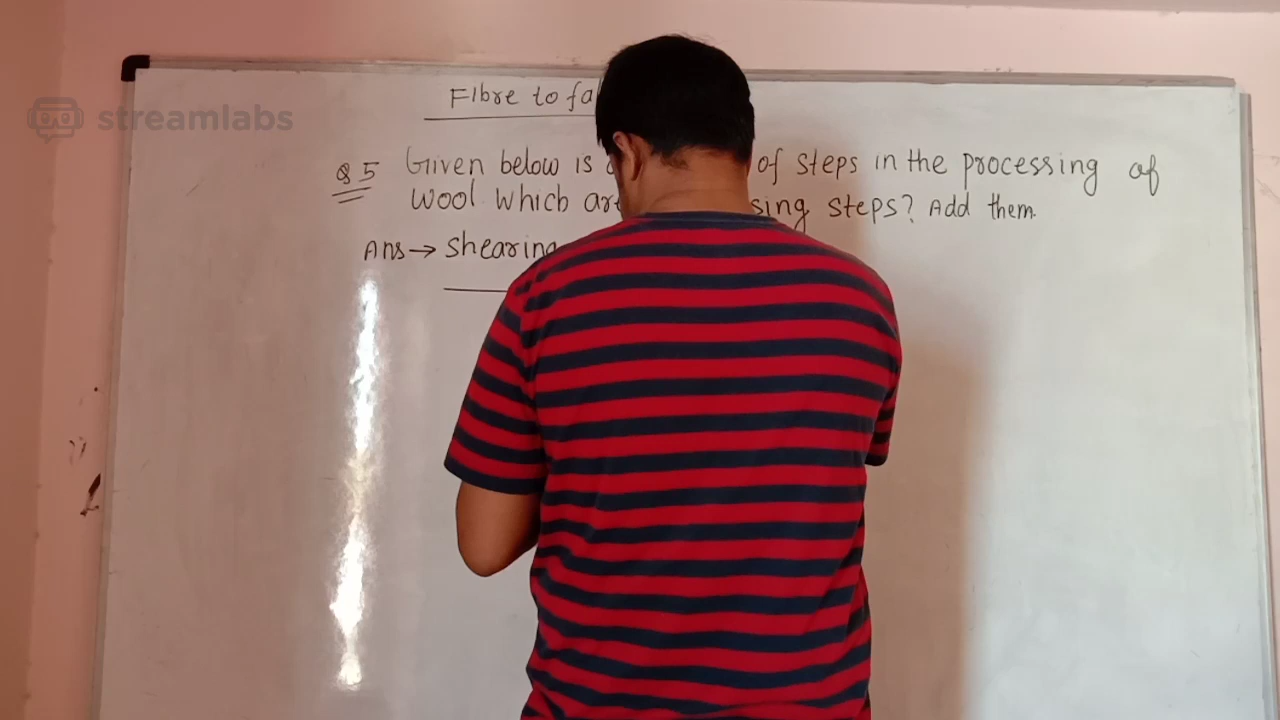 streamlabs
Fibre to fa
Q 5 Given below is of steps in the processing of
Wool Which are sing steps? Add them.
Ans → Shearing